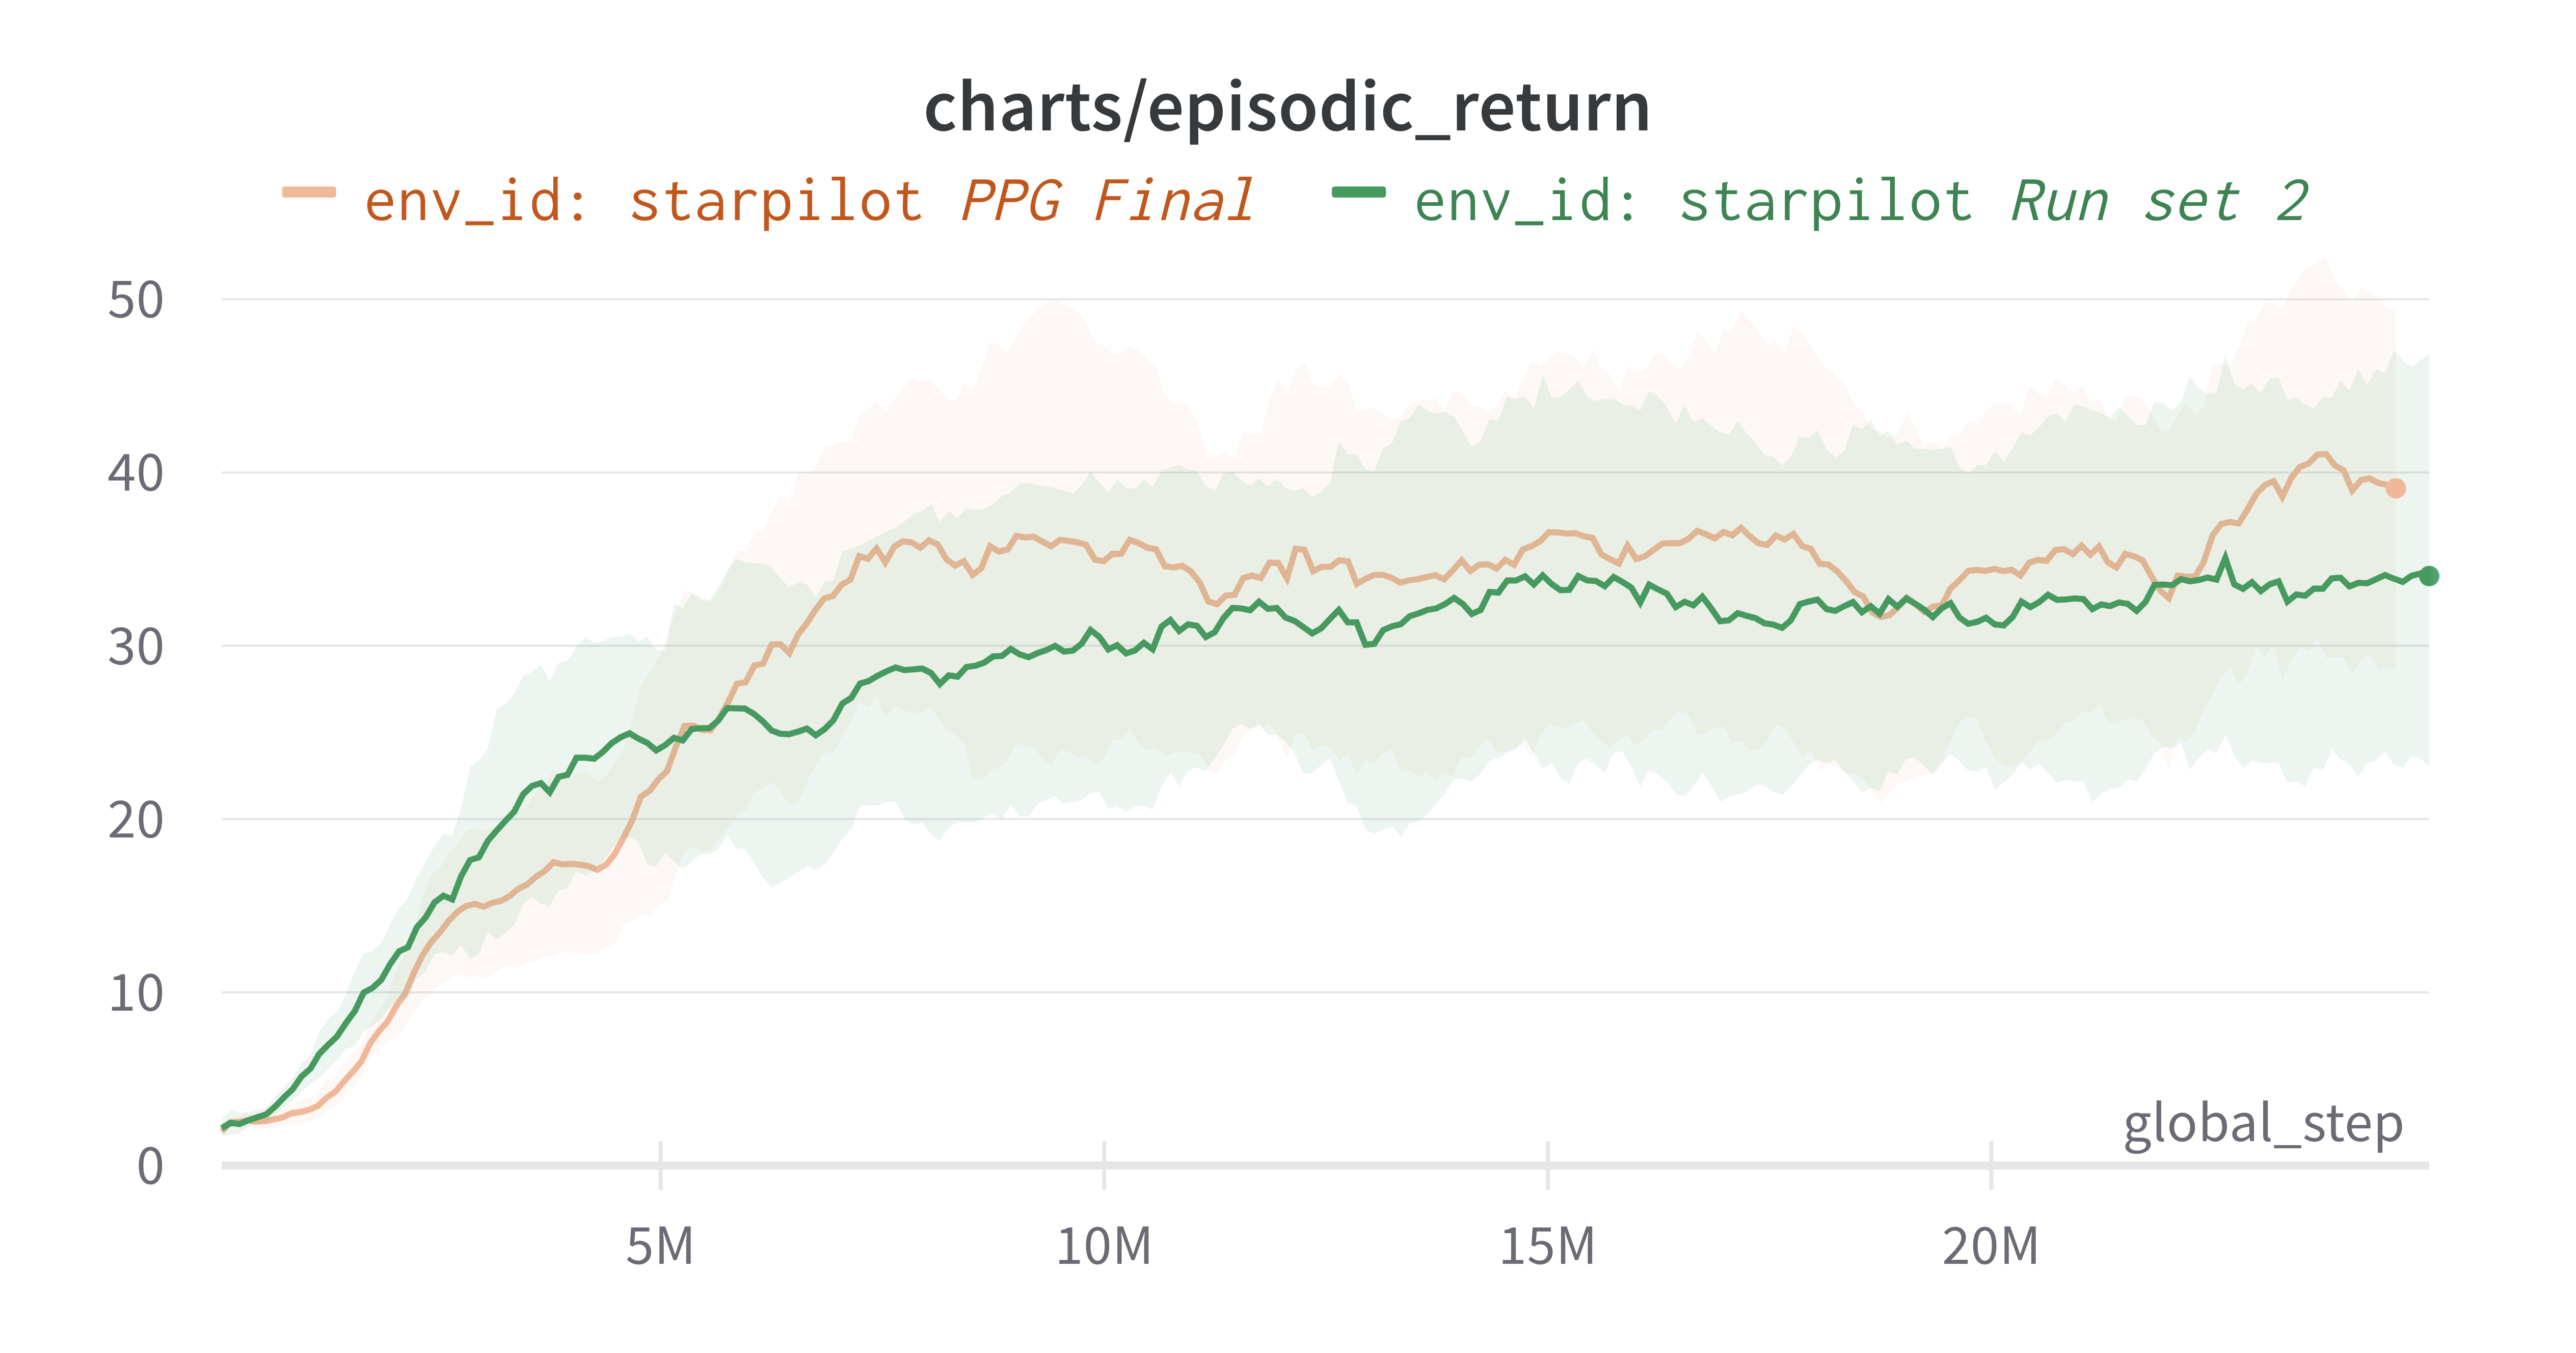 charts/episodic_return
env_id: starpilot PPG Final env_id: starpilot Run set 2
50
40
30
20
10
0
global_step
5M 10M 15M 20M